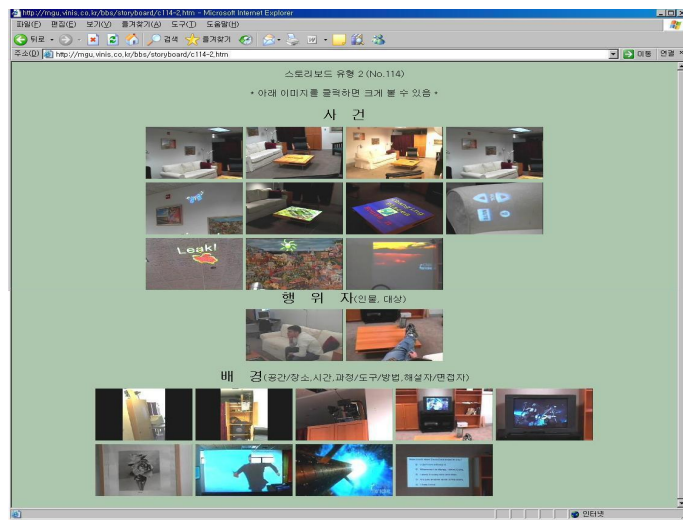 http://mgu.vinis.co.kr/bbs/storyboard/c114-2.htm - Microsoft Internet Explorer
파일(F) 편집(E) 보기(V) 즐겨찾기(A) 도구(T) 도움말(H)
뒤로 검색 즐겨찾기
주소(D) http://mgu.vinis.co.kr/bbs/storyboard/c114-2.htm 이동 연결
스토리보드 유형 2 (No.114)
* 아래 이미지를 클릭하면 크게 볼 수 있음 *
사 건
Leak!
행 위 자(인물, 대상)
배 경(공간/장소,시간,과정/도구/방법,해설자/면접자)
인터넷